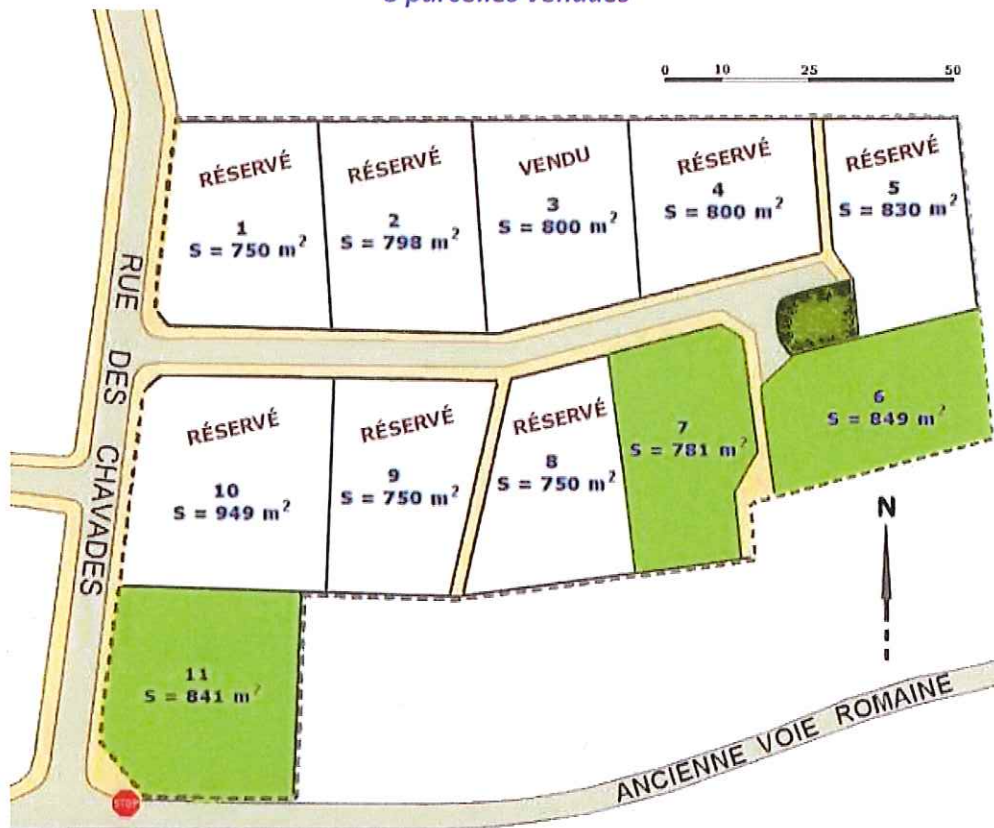 parcelles vendues
0 10 25 50
RÉSERVÉ
1
S = 750 m²
RÉSERVÉ
2
S = 798 m²
VENDU
3
S = 800 m²
RÉSERVÉ
4
S = 800 m²
RÉSERVÉ
5
S = 830 m²
6
S = 849 m²
7
S = 781 m²
RÉSERVÉ
8
S = 750 m²
RÉSERVÉ
9
S = 750 m²
RÉSERVÉ
10
S = 949 m²
11
S = 841 m²
RUE DES CHAVADES
N
ANCIENNE VOIE ROMAINE
STOP